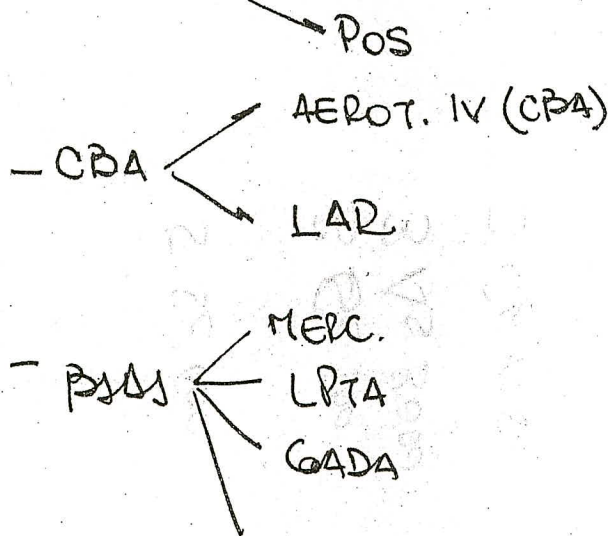 POS
AEROT. IV (CBA)
– CBA
LAR
MERC.
– BsAs
LPTA
GADA